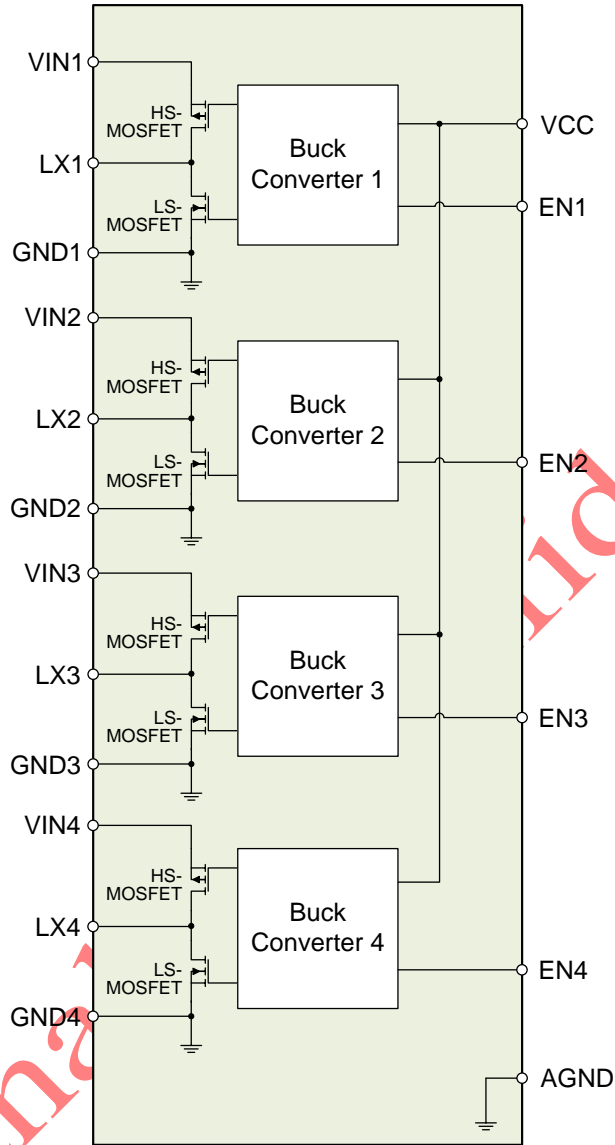 VIN1
HS-
MOSFET
LX1
LS-
MOSFET
GND1
Buck
Converter 1
VCC
EN1
VIN2
HS-
MOSFET
LX2
LS-
MOSFET
GND2
Buck
Converter 2
EN2
VIN3
HS-
MOSFET
LX3
LS-
MOSFET
GND3
Buck
Converter 3
EN3
VIN4
HS-
MOSFET
LX4
LS-
MOSFET
GND4
Buck
Converter 4
EN4
AGND